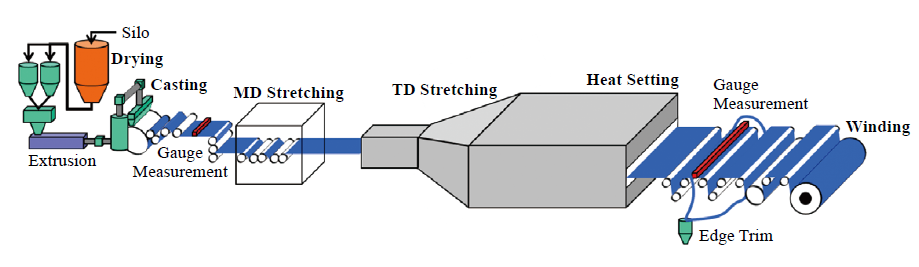 Silo
Drying
Casting
MD Stretching
TD Stretching
Heat Setting
Gauge
Measurement
Winding
Extrusion
Gauge
Measurement
Edge Trim